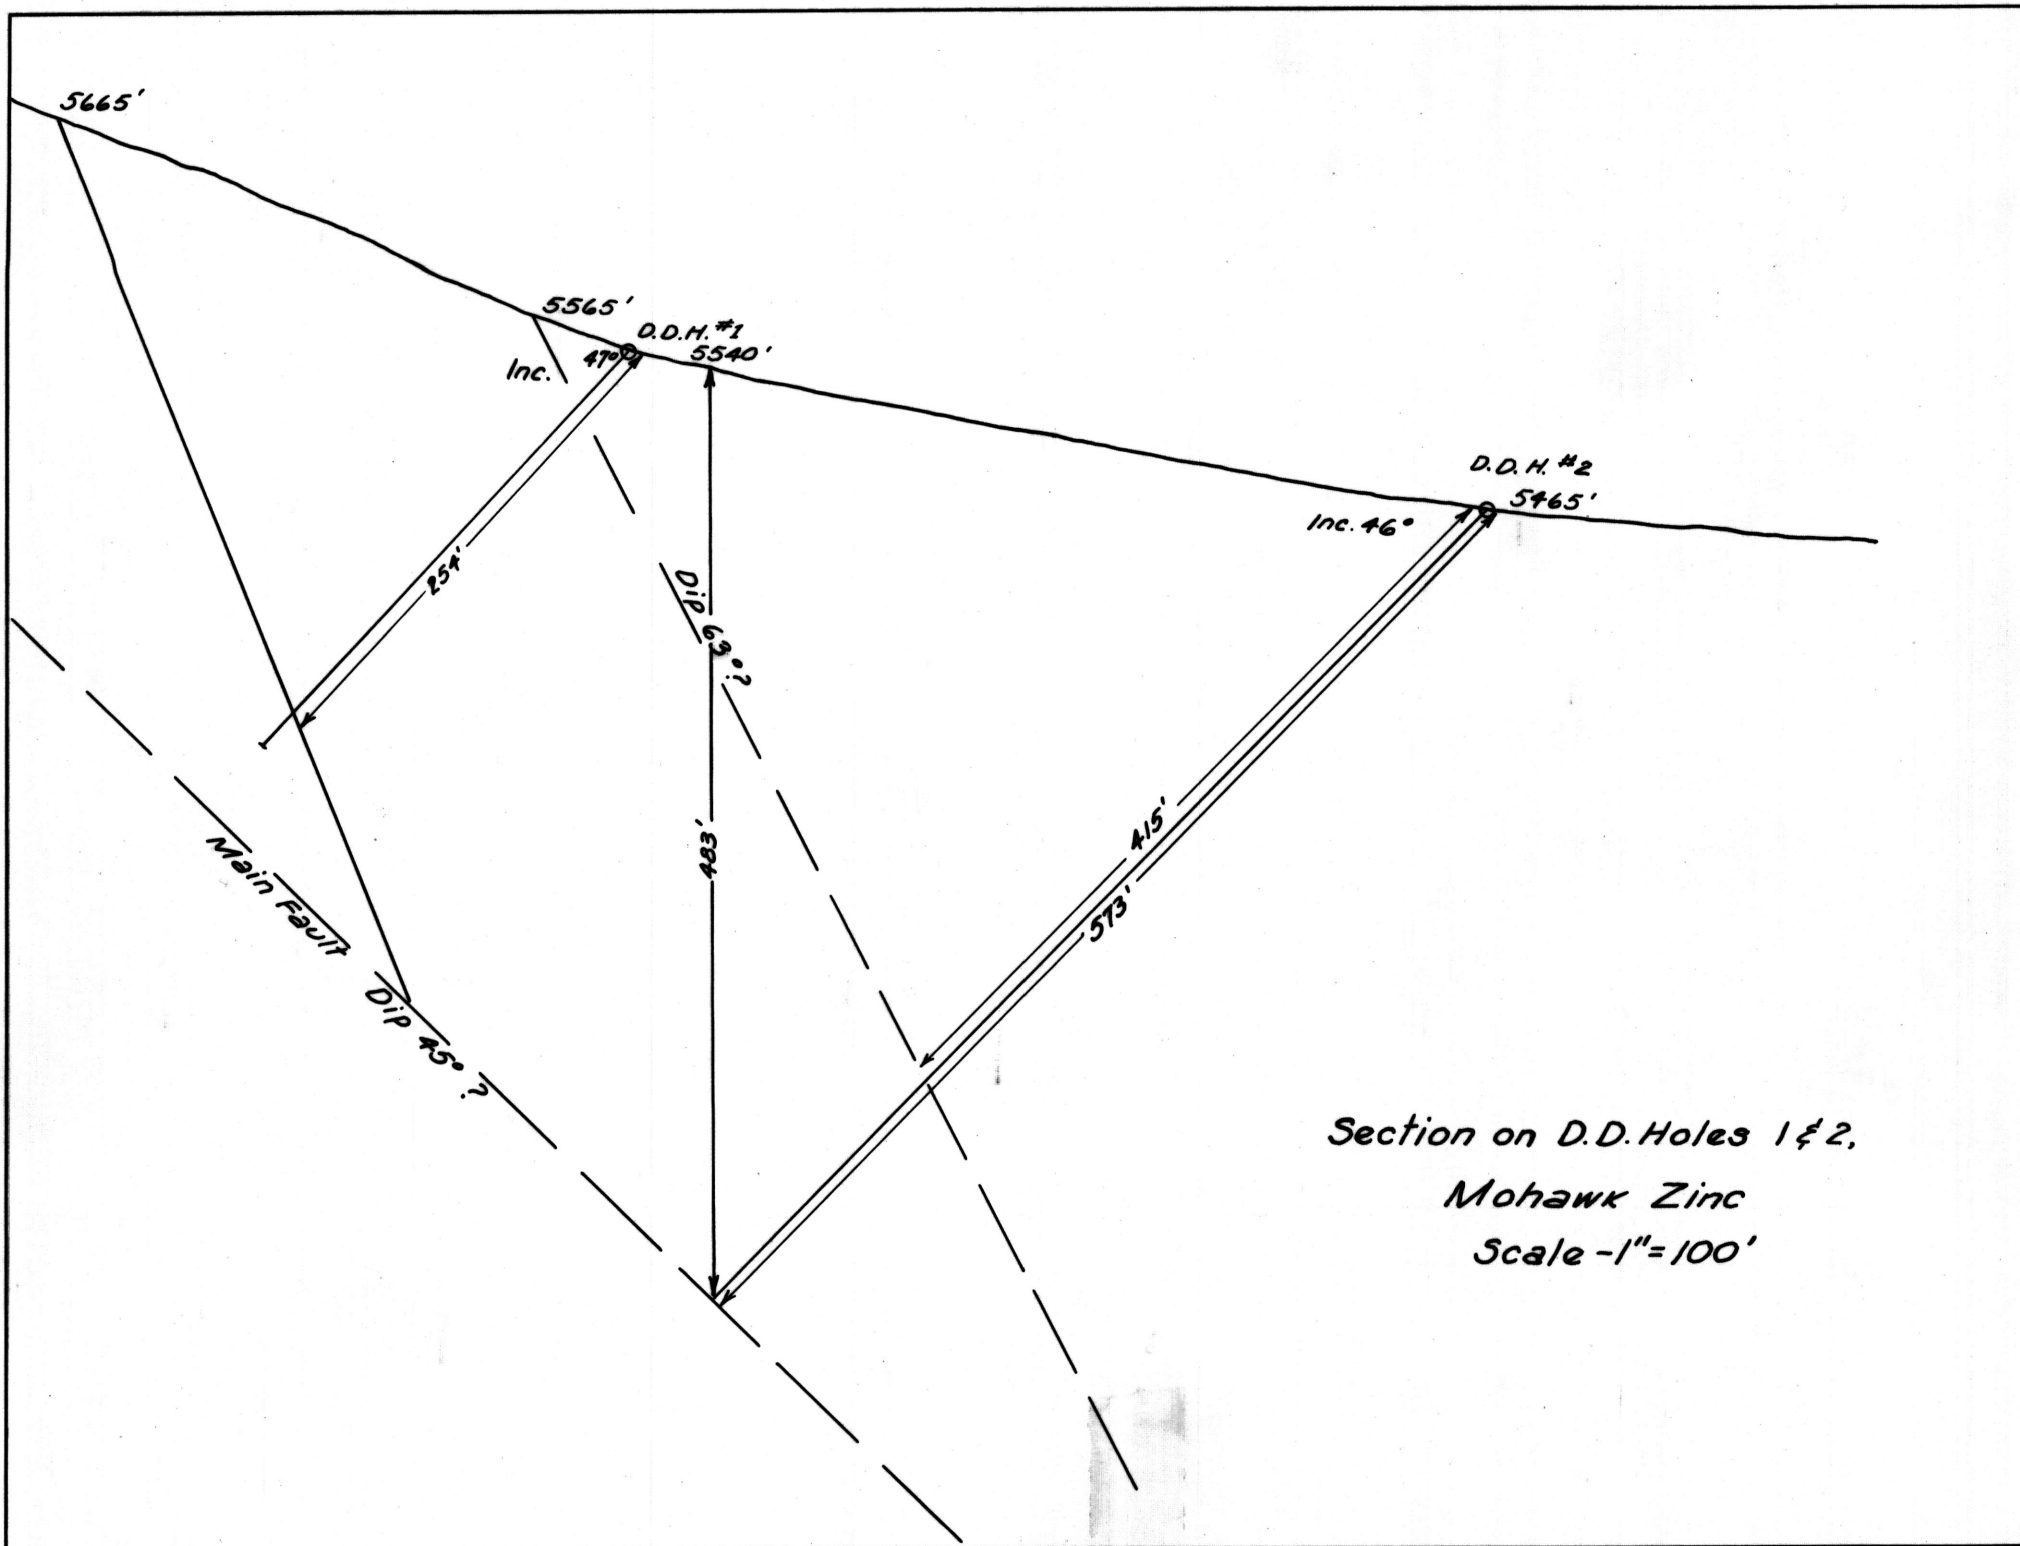 5665'
5565'
D.D.H. #1
5540'
47°
Inc.
D.D.H. #2
5465'
Inc. 46°
254'
Dip 63°?
483'
415'
573'
Main Fault
Dip 45° ?
Section on D.D. Holes 1 & 2,
Mohawk Zinc
Scale - 1" = 100'